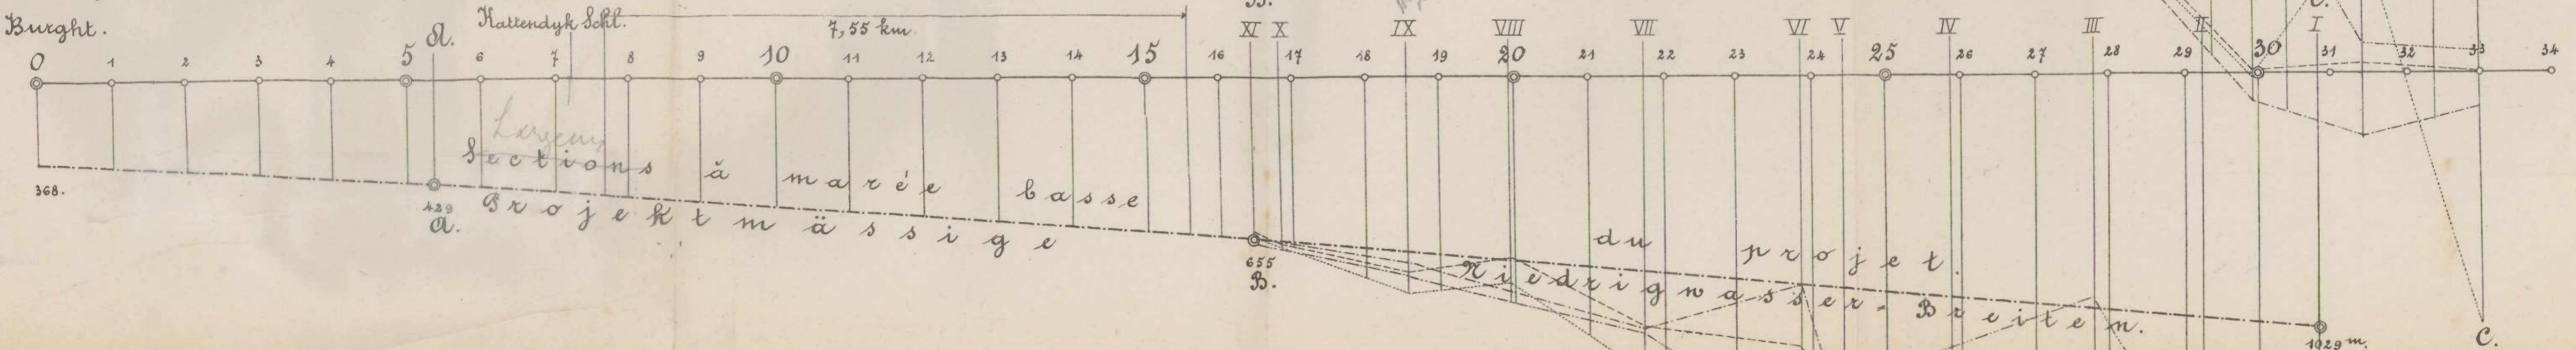 Burght.
Kattendyk Schl.
a.
7,55 km
B.
XI X IX VIII VII VI V IV III II I
C.
0 1 2 3 4 5 6 7 8 9 10 11 12 13 14 15 16 17 18 19 20 21 22 23 24 25 26 27 28 29 30 31 32 33 34
Largeurs
Sections à marée basse du projet.
368.
429
a.
Projektmässige Niedrigwasser-Breiten.
655
B.
1029 m.
C.